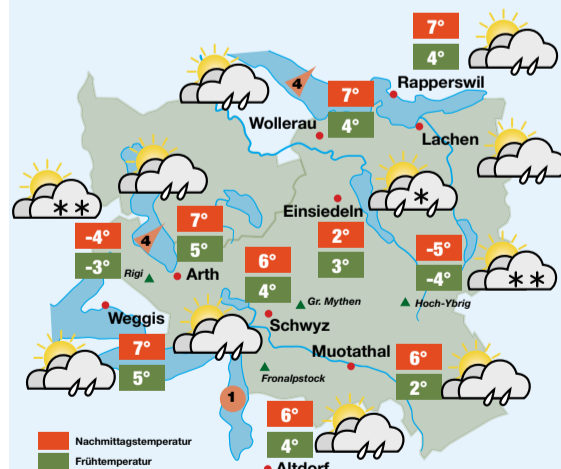 7°
4°
Rapperswil
4
7°
4°
Wollerau
Lachen
Einsiedeln
7°
5°
2°
3°
-4°
-3°
4
Rigi
Arth
6°
4°
-5°
-4°
Gr. Mythen
Hoch-Ybrig
Weggis
Schwyz
7°
5°
Muotathal
6°
2°
Fronalpstock
1
6°
4°
Nachmittagstemperatur
Frühtemperatur
Altdorf